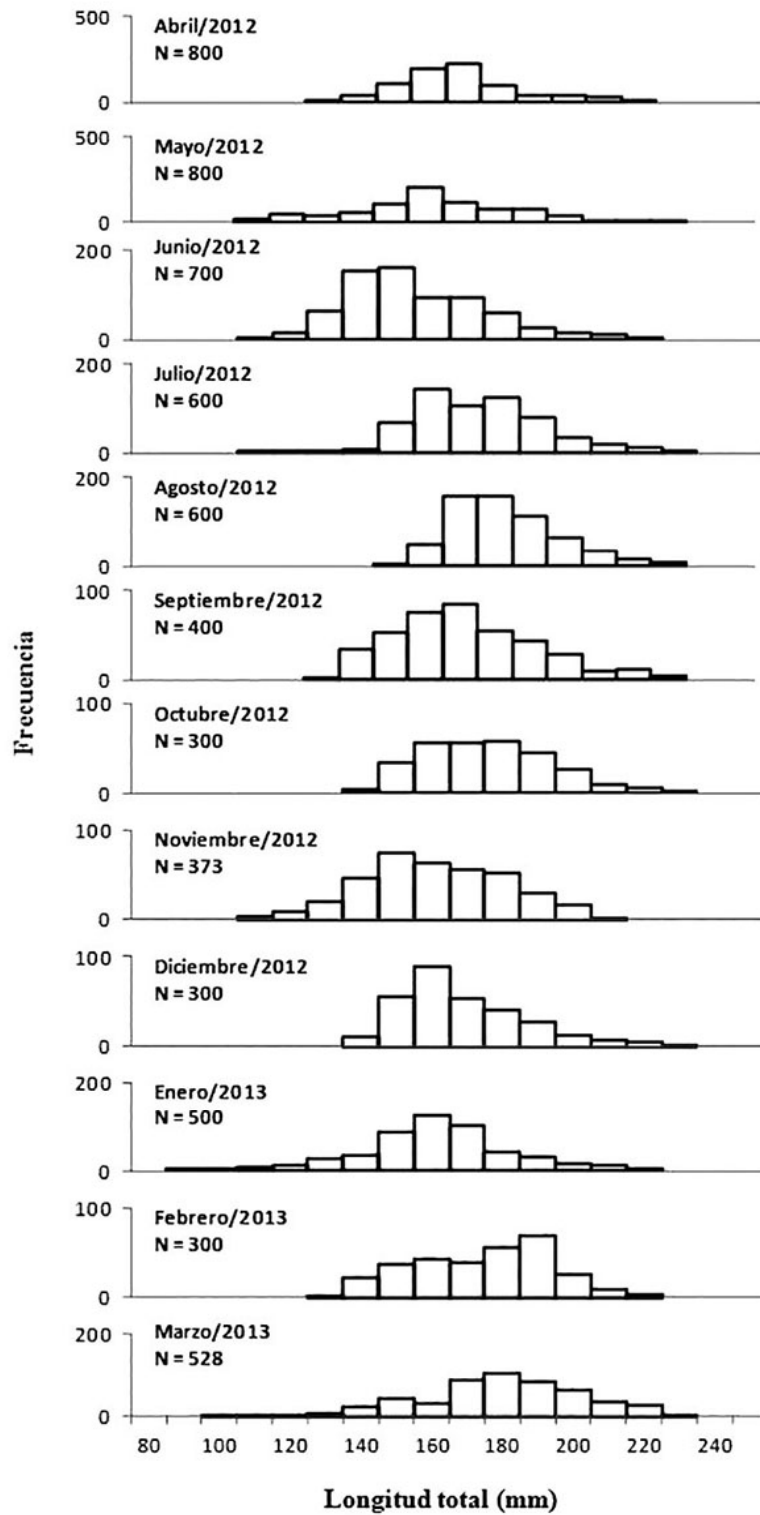 500
Abril/2012
N = 800
0
500
Mayo/2012
N = 800
0
200
Junio/2012
N = 700
0
200
Julio/2012
N = 600
0
200
Agosto/2012
N = 600
0
100
Septiembre/2012
N = 400
0
100
Octubre/2012
N = 300
0
100
Noviembre/2012
N = 373
0
100
Diciembre/2012
N = 300
0
200
Enero/2013
N = 500
0
100
Febrero/2013
N = 300
0
200
Marzo/2013
N = 528
0
80 100 120 140 160 180 200 220 240
Longitud total (mm)
Frecuencia